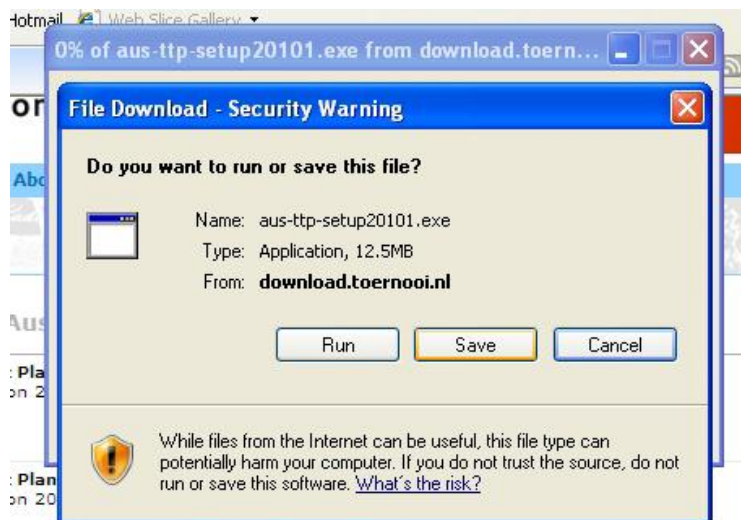 Hotmail Web Slice Gallery
0% of aus-ttp-setup20101.exe from download.toern...
File Download - Security Warning
Do you want to run or save this file?
Name: aus-ttp-setup20101.exe
Type: Application, 12.5MB
From: download.toernooi.nl
Run Save Cancel
While files from the Internet can be useful, this file type can
potentially harm your computer. If you do not trust the source, do not
run or save this software. What's the risk?